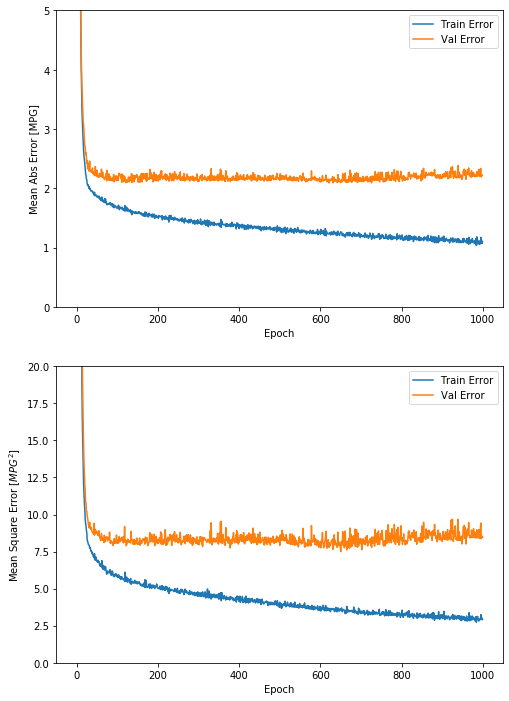 5
Train Error
Val Error
4
3
Mean Abs Error [MPG]
2
1
0
0 200 400 600 800 1000
Epoch
20.0
Train Error
Val Error
17.5
15.0
12.5
Mean Square Error [$MPG^2$]
10.0
7.5
5.0
2.5
0.0
0 200 400 600 800 1000
Epoch